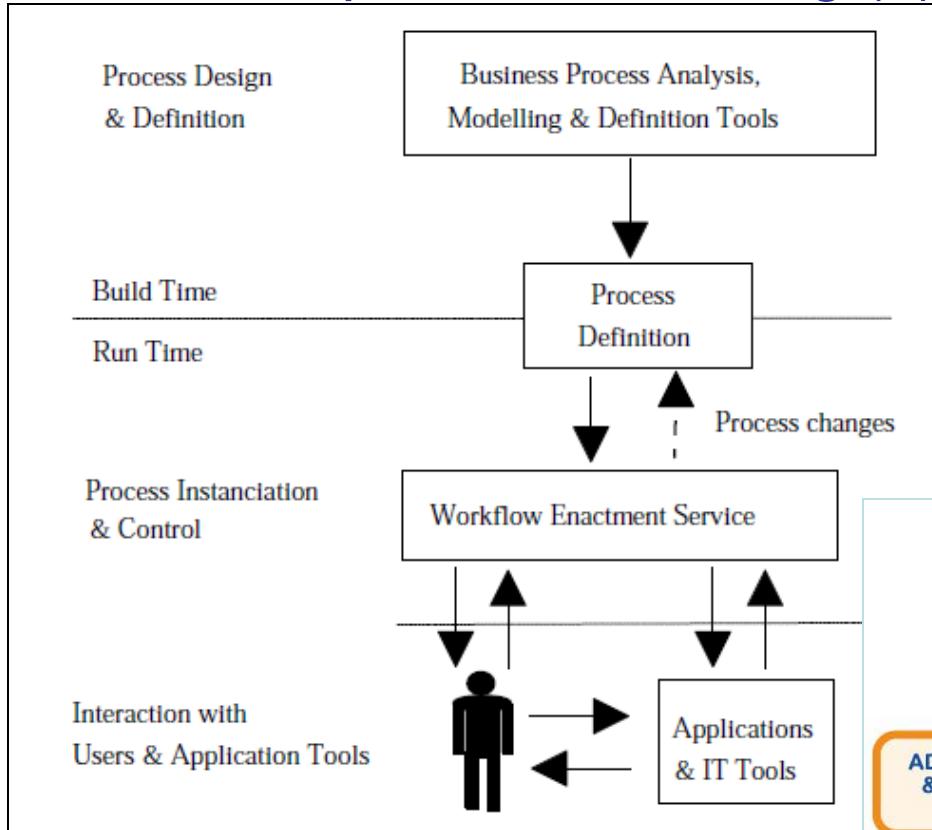 Process Design
& Definition
Business Process Analysis,
Modelling & Definition Tools
Build Time
Run Time
Process
Definition
Process changes
Process Instanciation
& Control
Workflow Enactment Service
Interaction with
Users & Application Tools
Applications
& IT Tools
&